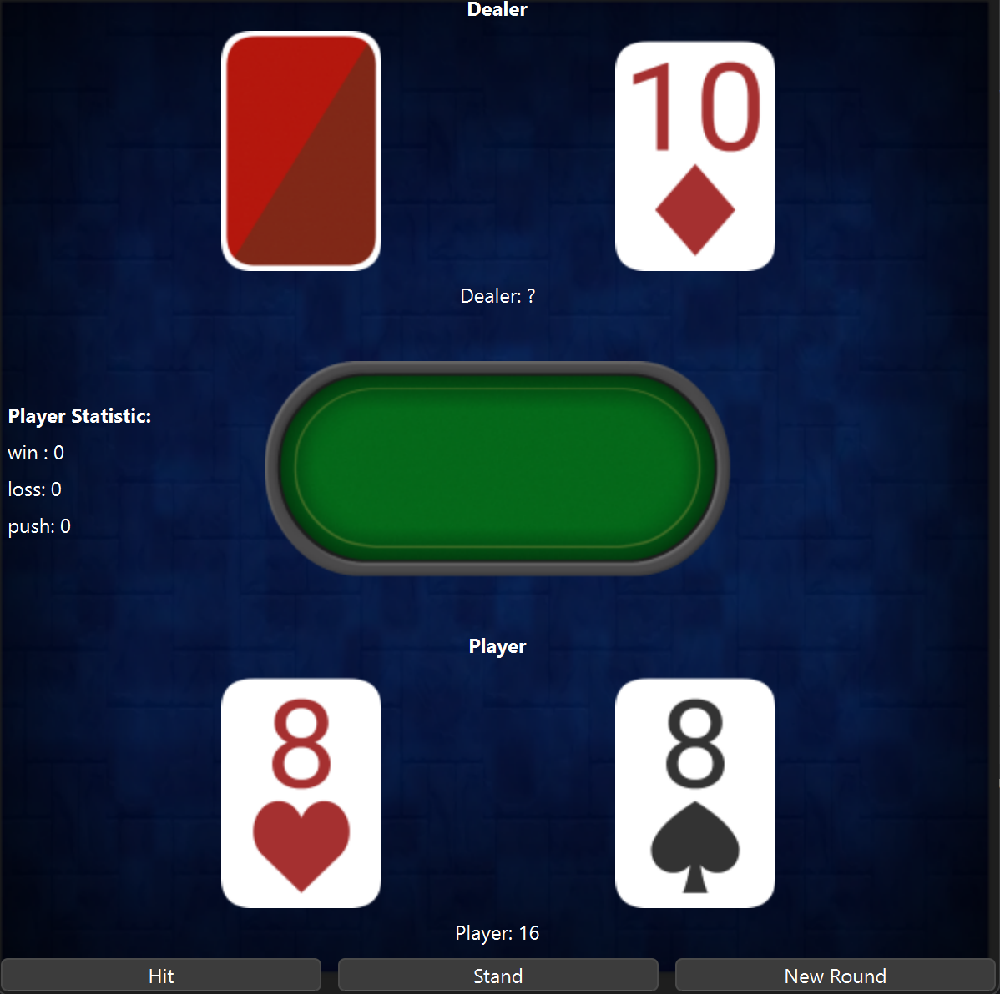 Dealer
10
Dealer: ?
Player Statistic:
win : 0
loss: 0
push: 0
Player
8 8
Player: 16
Hit Stand New Round